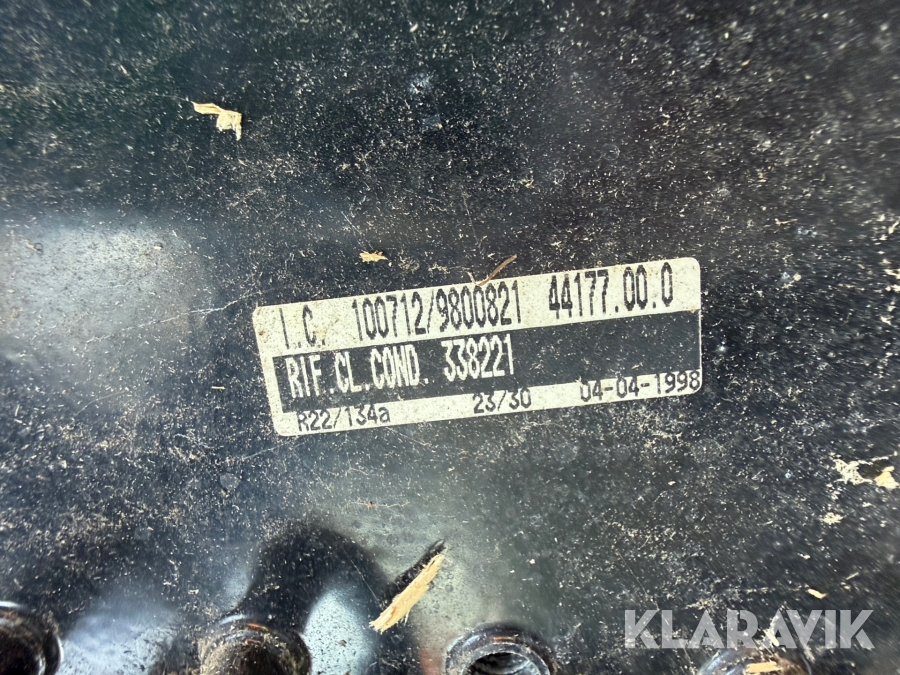 I.C. 100712/9800821 44177.00.0
RIF.CL.COND. 338221
R22/134a 23/30 04-04-1998
KLARAVIK